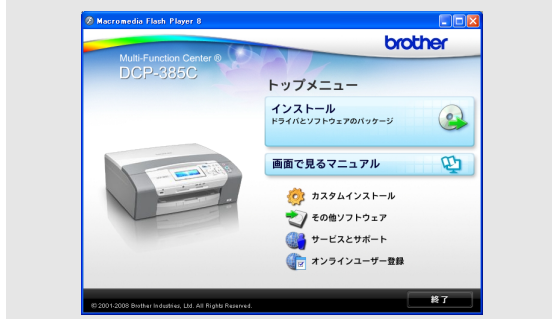 Macromedia Flash Player 8
brother
Multi-Function Center ®
DCP-385C
トップメニュー
インストール
ドライバとソフトウェアのパッケージ
画面で見るマニュアル
カスタムインストール
その他ソフトウェア
サービスとサポート
オンラインユーザー登録
© 2001-2008 Brother Industries, Ltd. All Rights Reserved.
終了